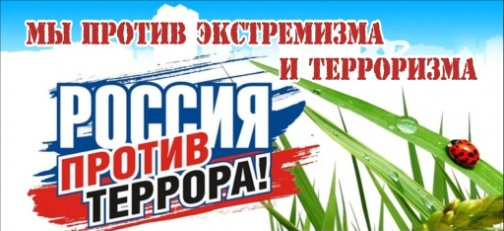 МЫ ПРОТИВ ЭКСТРЕМИЗМА
И ТЕРРОРИЗМА
РОССИЯ
ПРОТИВ
ТЕРРОРА!